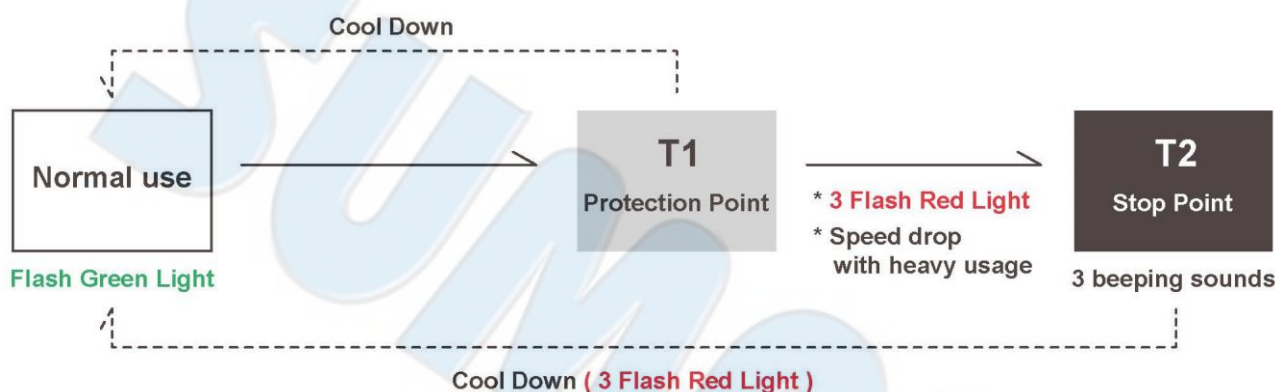 Cool Down
Normal use
Flash Green Light
T1
Protection Point
* 3 Flash Red Light
* Speed drop
with heavy usage
T2
Stop Point
3 beeping sounds
Cool Down ( 3 Flash Red Light )
SUMO